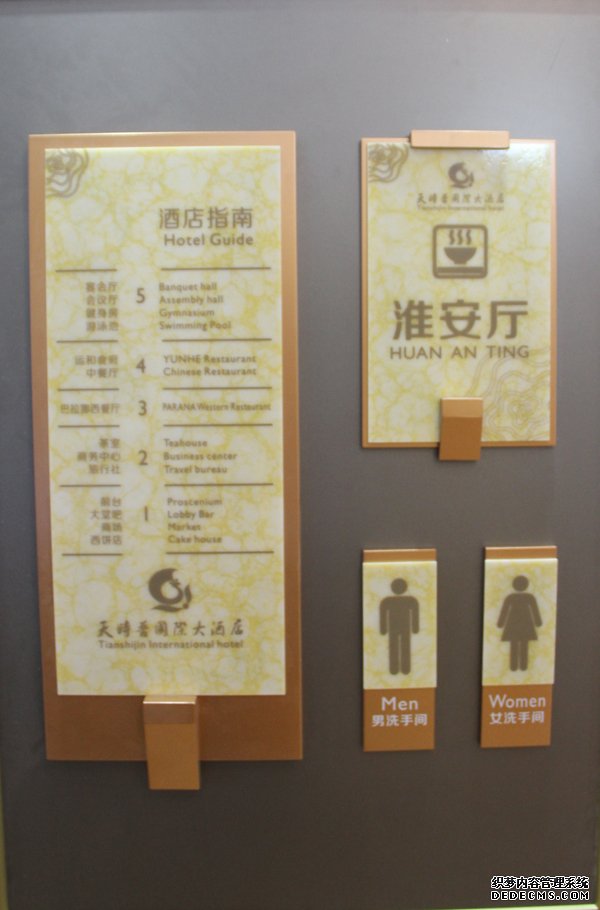 酒店指南
Hotel Guide
宴会厅 5 Banquet hall
会议厅 Assembly hall
健身房 Gymnasium
游泳池 Swimming Pool
运和食府 4 YUNHE Restaurant
中餐厅 Chinese Restaurant
巴拉娜西餐厅 3 PARANA Western Restaurant
茶室 Teahouse
商务中心 2 Business center
旅行社 Travel bureau
前台 Proscenium
大堂吧 1 Lobby Bar
商场 Market
西饼店 Cake house
天峙晋国际大酒店
Tianshijin International hotel
天峙晋国际大酒店
Tianshijin International hotel
淮安厅
HUAN AN TING
Men
男洗手间
Women
女洗手间
织梦内容管理系统
DEDECMS.COM